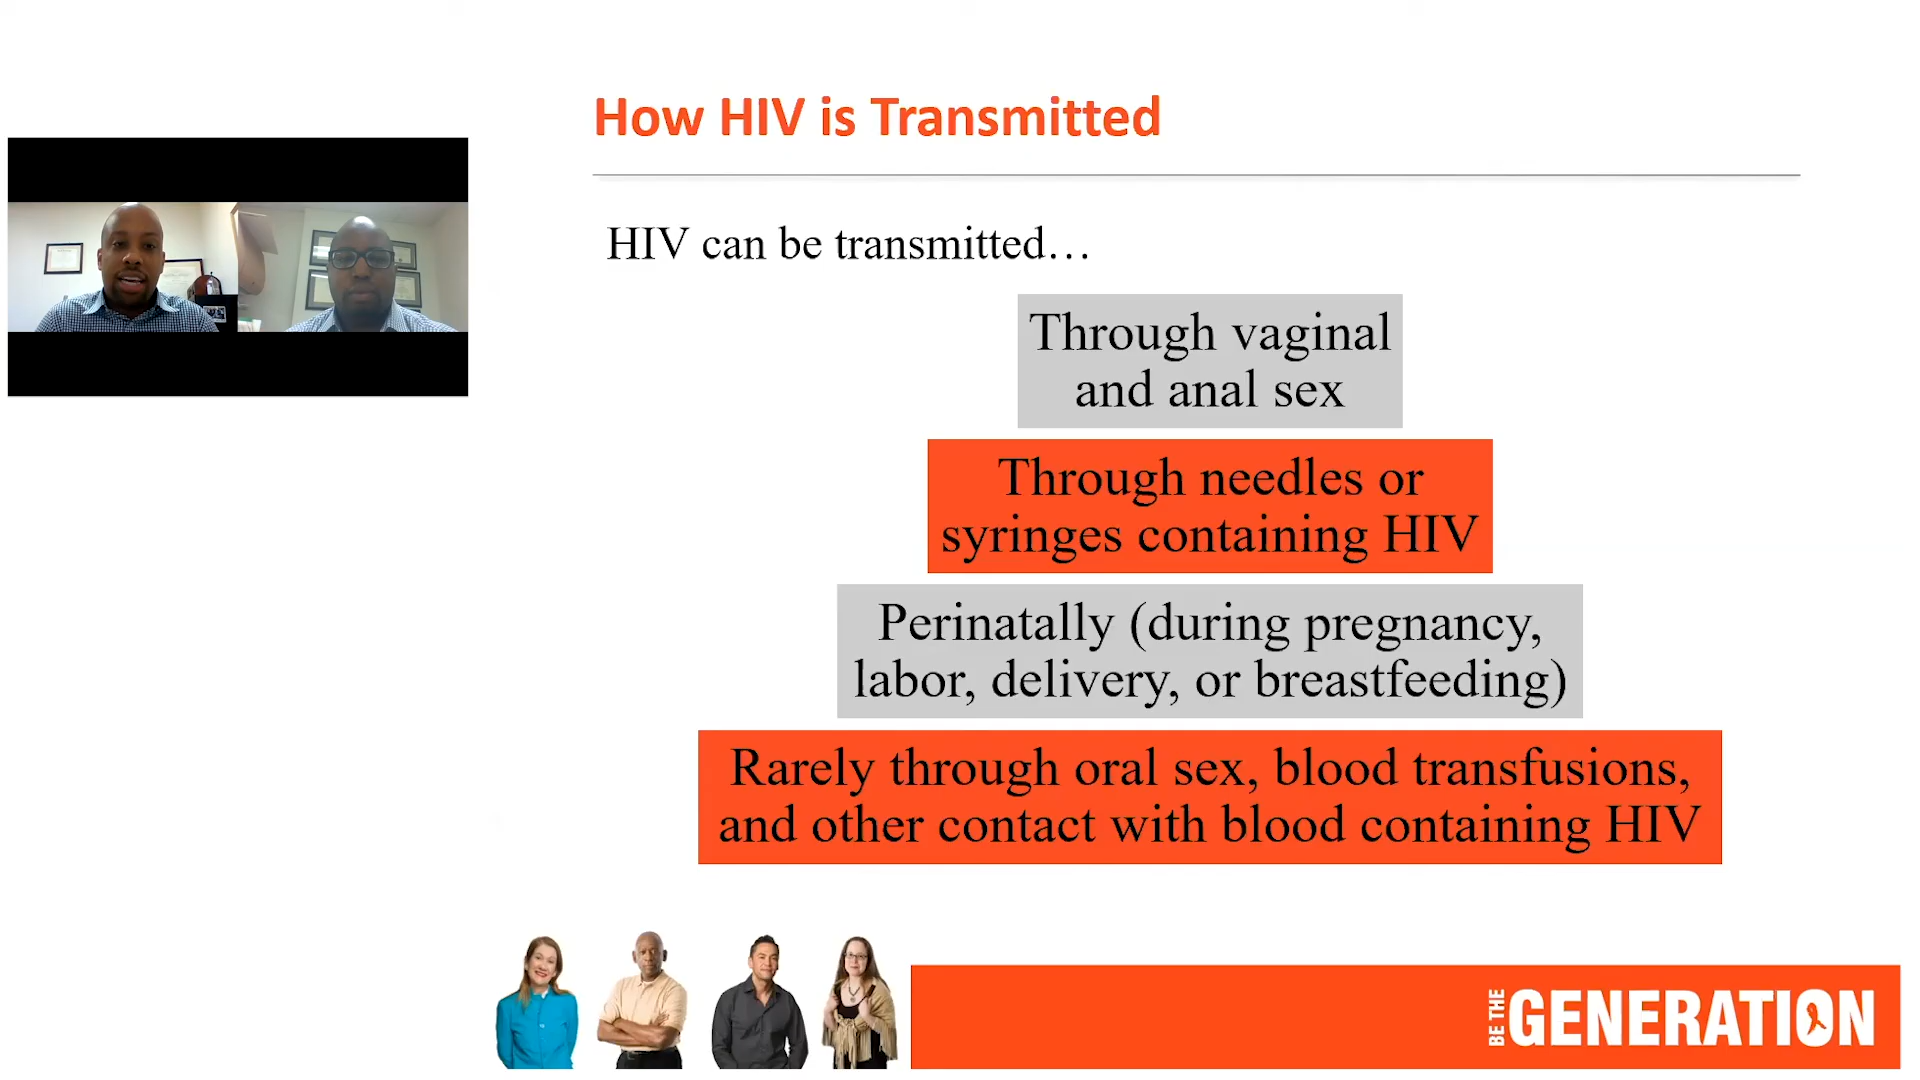 How HIV is Transmitted
HIV can be transmitted…
Through vaginal
and anal sex
Through needles or
syringes containing HIV
Perinatally (during pregnancy,
labor, delivery, or breastfeeding)
Rarely through oral sex, blood transfusions,
and other contact with blood containing HIV
BE THE
GENERATION